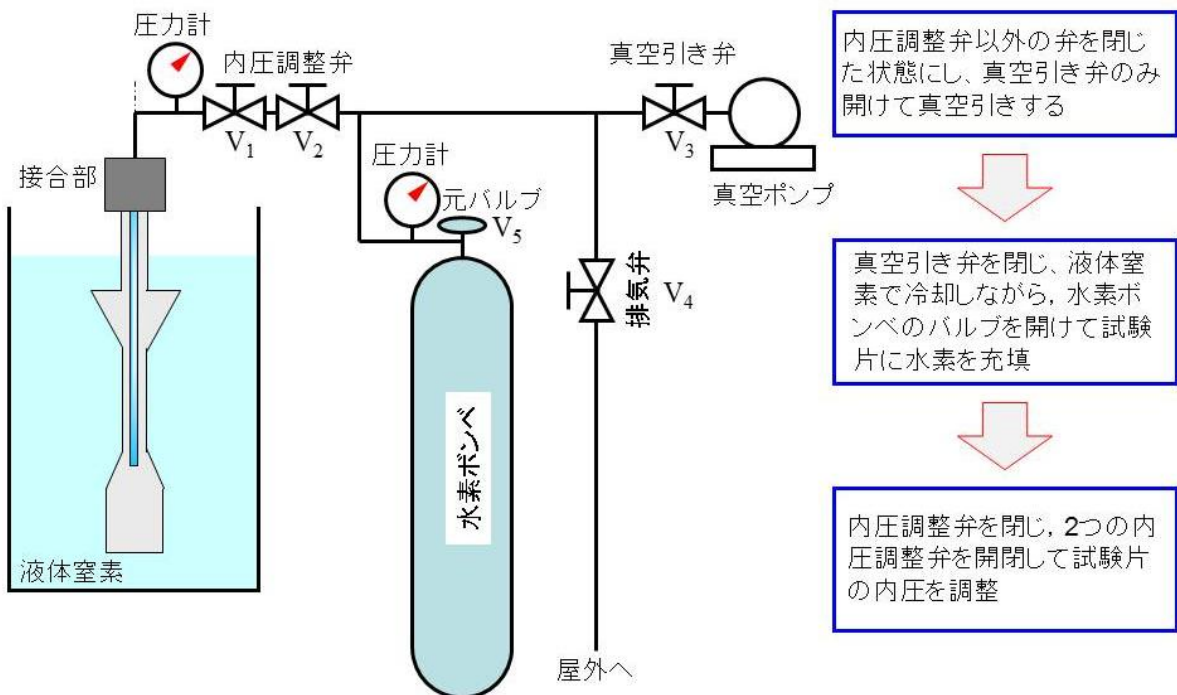 圧力計
内圧調整弁
V1
V2
真空引き弁
V3
真空ポンプ
接合部
圧力計
元バルブ
V5
排気弁
V4
水素ボンベ
液体窒素
屋外へ
内圧調整弁以外の弁を閉じ
た状態にし、真空引き弁のみ
開けて真空引きする
真空引き弁を閉じ、液体窒
素で冷却しながら，水素ボ
ンベのバルブを開けて試験
片に水素を充填
内圧調整弁を閉じ，2つの内
圧調整弁を開閉して試験片
の内圧を調整